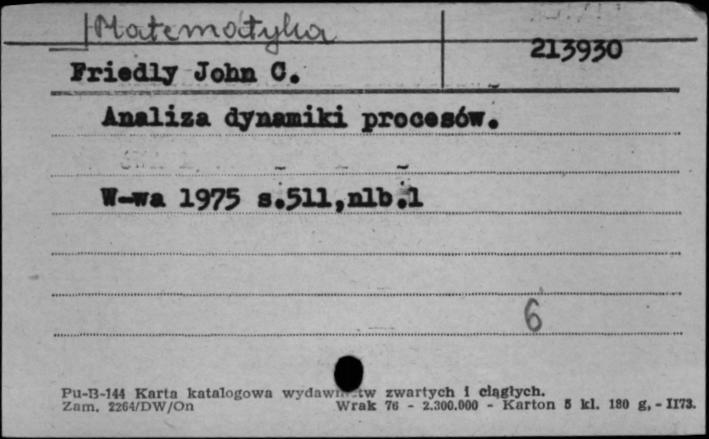 Matematyka
213930
Friedly John C.
Analiza dynamiki procesów.
W-wa 1975 s.511,nlb.1
6
Pu-B-144 Karta katalogowa wydawnictw zwartych i ciągłych.
Zam. 2264/DW/On Wrak 76 - 2.300.000 - Karton 5 kl. 180 g, - II73.